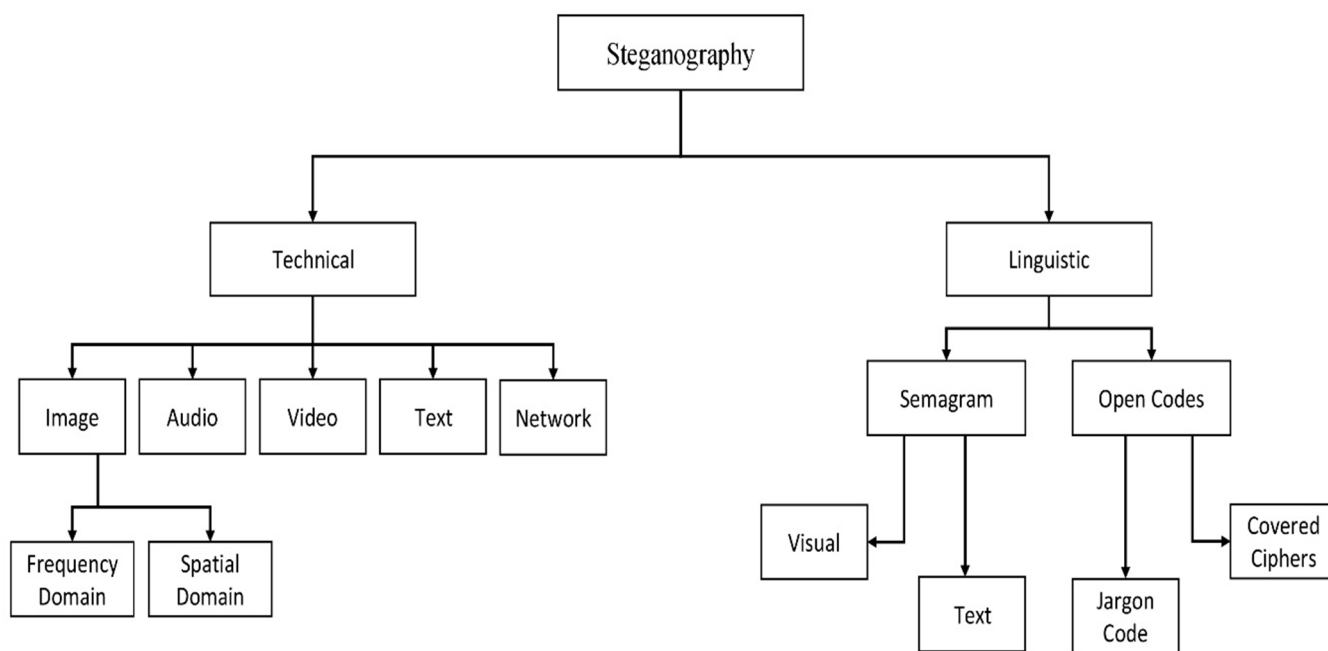 Steganography
Technical
Linguistic
Image
Audio
Video
Text
Network
Semagram
Open Codes
Frequency
Domain
Spatial
Domain
Visual
Text
Jargon
Code
Covered
Ciphers